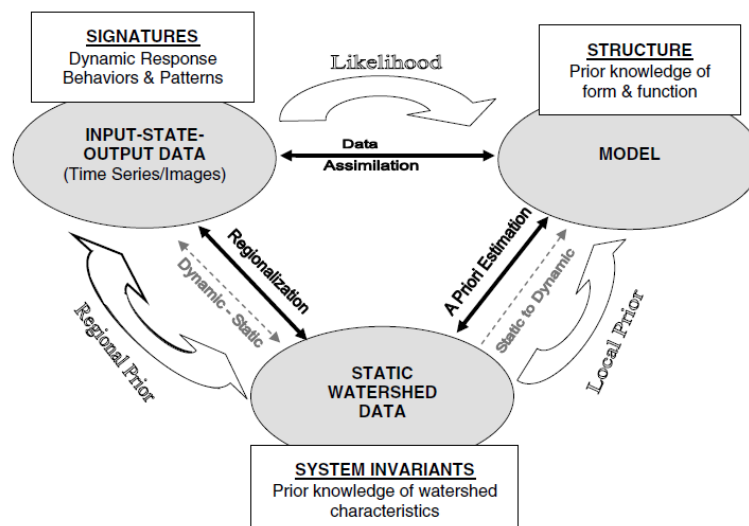 SIGNATURES
Dynamic Response
Behaviors & Patterns
Likelihood
STRUCTURE
Prior knowledge of
form & function
INPUT-STATE-
OUTPUT DATA
(Time Series/Images)
Data
Assimilation
MODEL
Regionalization
Dynamic - Static
A Priori Estimation
Static to Dynamic
Regional Prior
Local Prior
STATIC
WATERSHED
DATA
SYSTEM INVARIANTS
Prior knowledge of watershed
characteristics